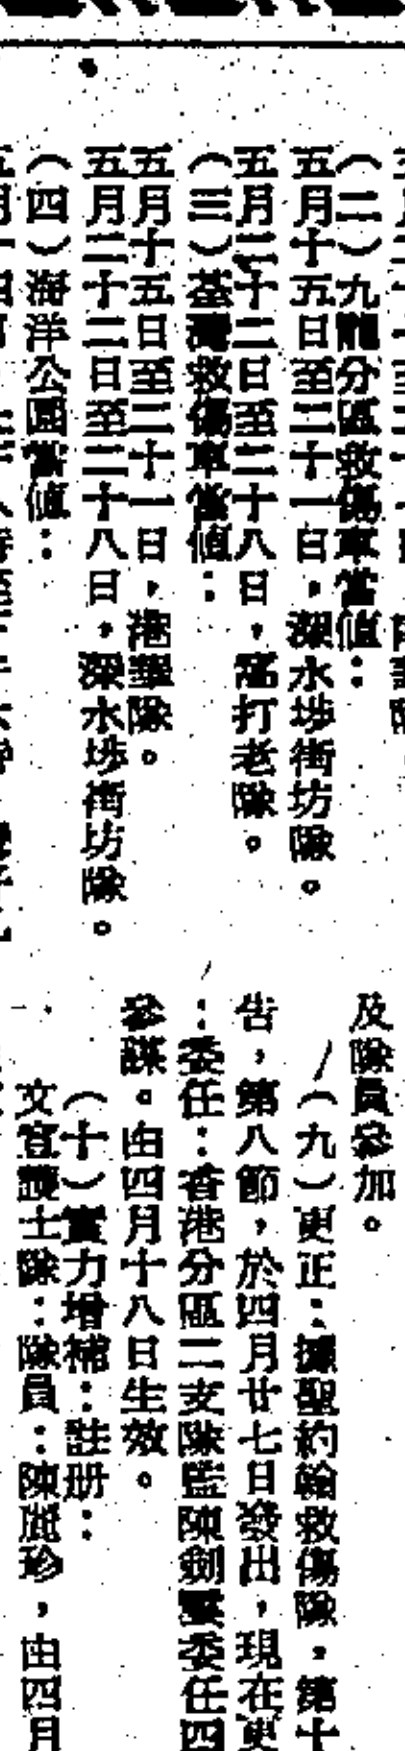 （二）九龍分區救傷車當値：
五月十五日至二十一日，深水埗街坊隊。
五月二十二日至二十八日，窩打老隊。
（三）荃灣救傷車當値：
五月十五日至二十一日，港聖隊。
五月二十二日至二十八日，深水埗街坊隊。
（四）海洋公園當値：
及隊員參加。
（九）更正：據聖約翰救傷隊，第十
告，第八節，於四月廿七日發出，現在更
：委任：香港分區二支隊監陳劍 委任四
參謀。由四月十八日生效。
（十）實力增補：註册：
文宣護士隊：隊員：陳麗珍，由四月